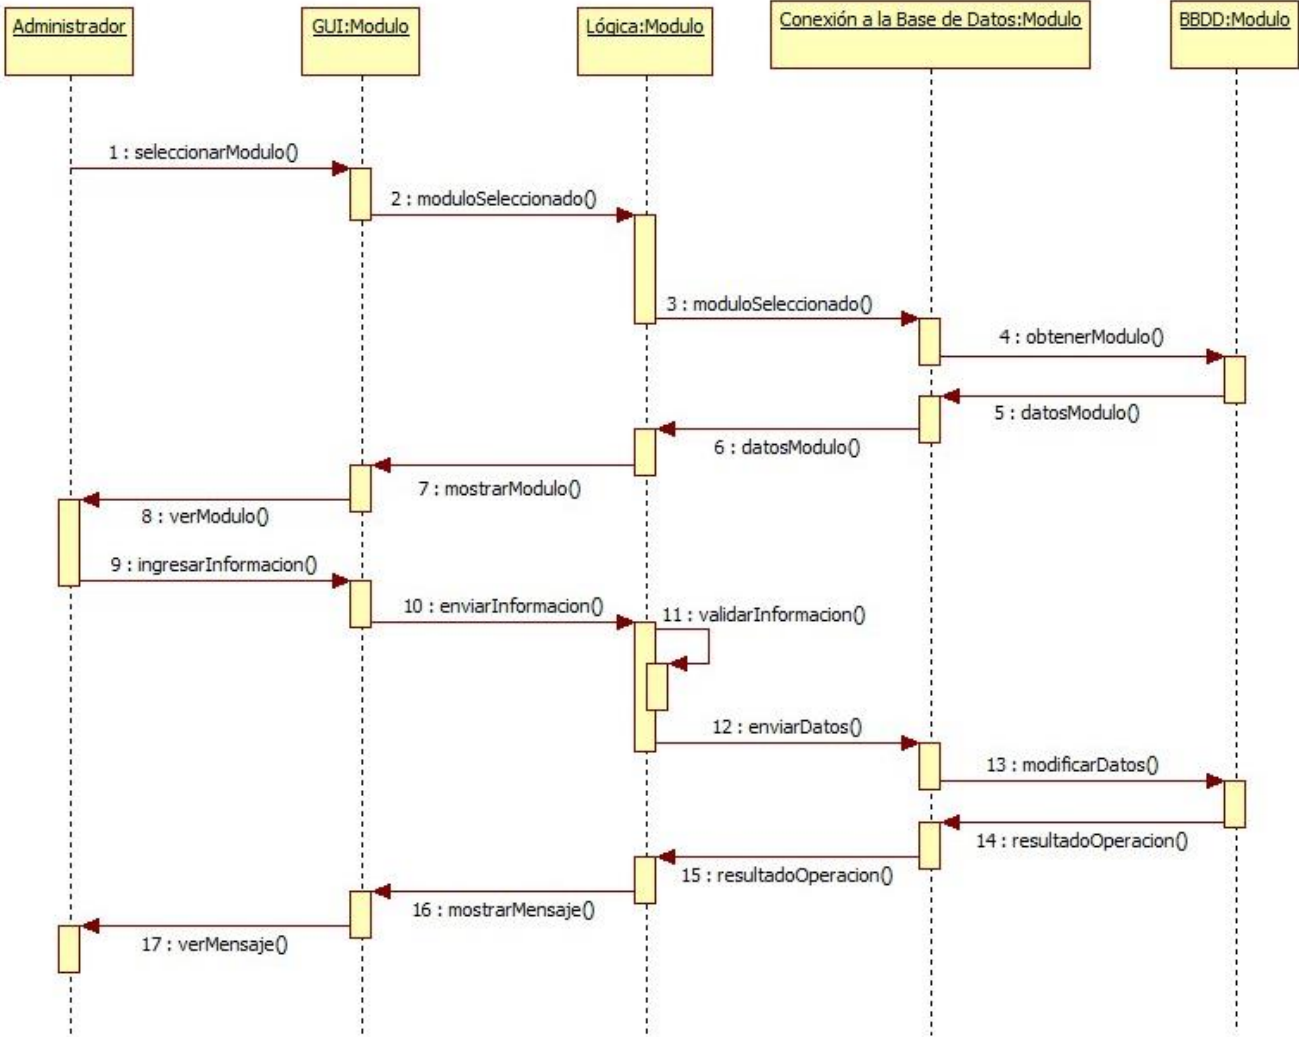 Administrador
GUI:Modulo
Lógica:Modulo
Conexión a la Base de Datos:Modulo
BBDD:Modulo
1 : seleccionarModulo()
2 : moduloSeleccionado()
3 : moduloSeleccionado()
4 : obtenerModulo()
5 : datosModulo()
6 : datosModulo()
7 : mostrarModulo()
8 : verModulo()
9 : ingresarInformacion()
10 : enviarInformacion()
11 : validarInformacion()
12 : enviarDatos()
13 : modificarDatos()
14 : resultadoOperacion()
15 : resultadoOperacion()
16 : mostrarMensaje()
17 : verMensaje()